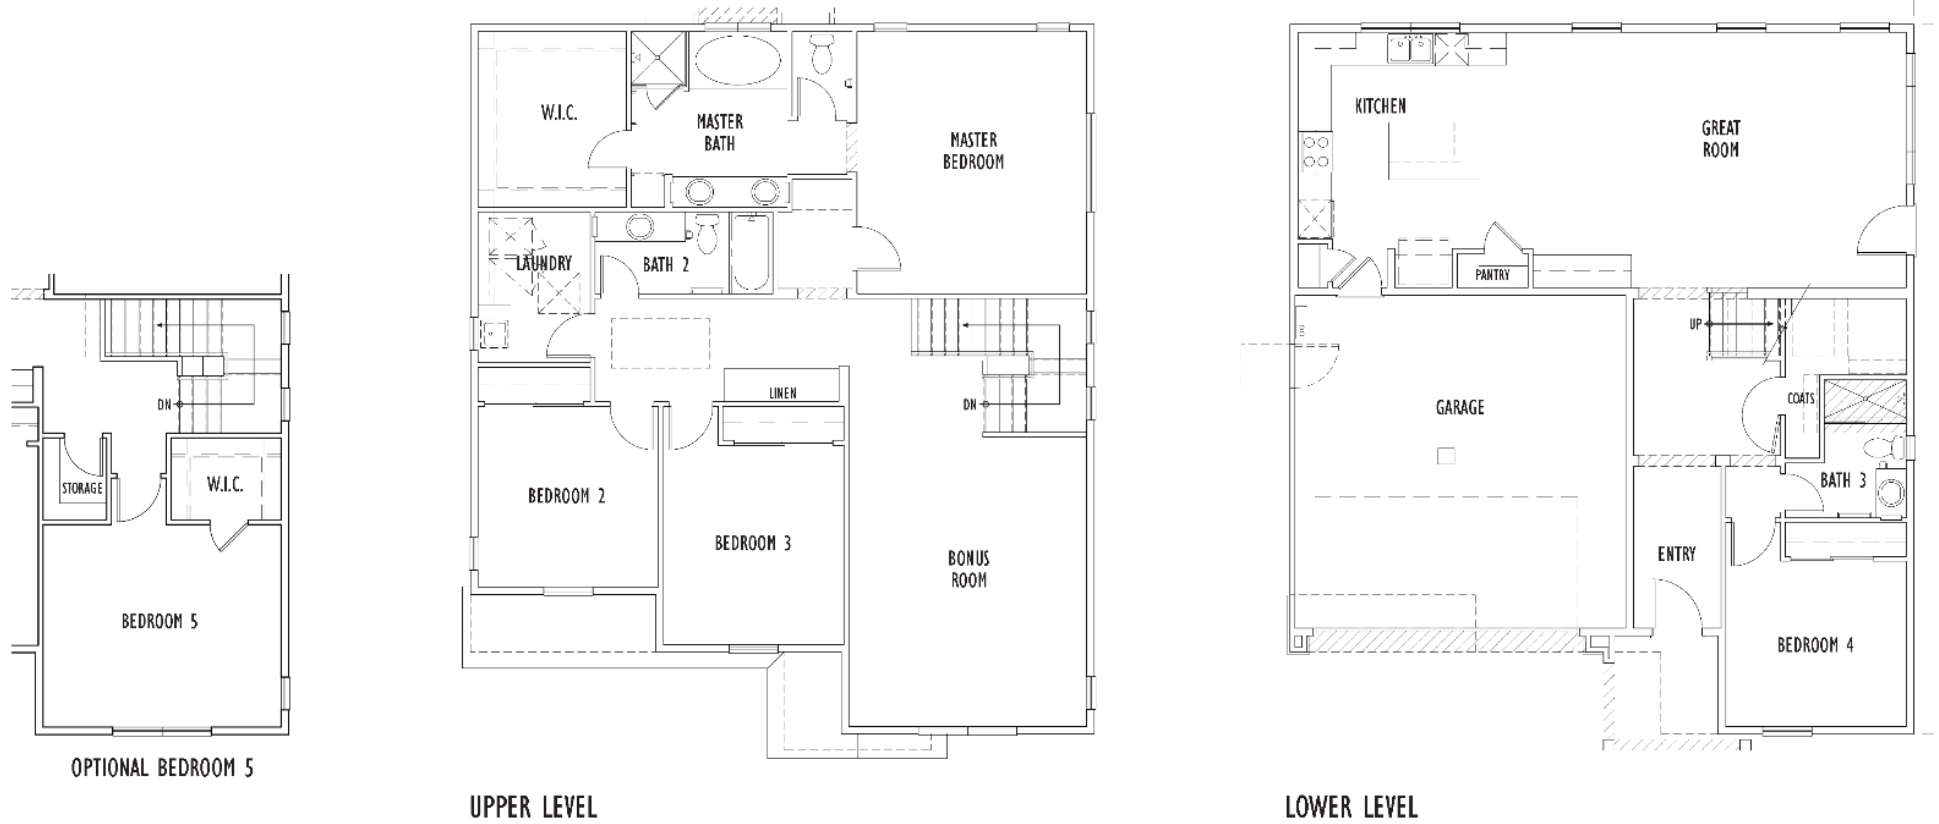 STORAGE
W.I.C.
DN
BEDROOM 5
OPTIONAL BEDROOM 5
W.I.C.
MASTER
BATH
MASTER
BEDROOM
LAUNDRY
BATH 2
LINEN
DN
BEDROOM 2
BEDROOM 3
BONUS
ROOM
UPPER LEVEL
KITCHEN
GREAT
ROOM
PANTRY
UP
GARAGE
COATS
BATH 3
ENTRY
BEDROOM 4
LOWER LEVEL